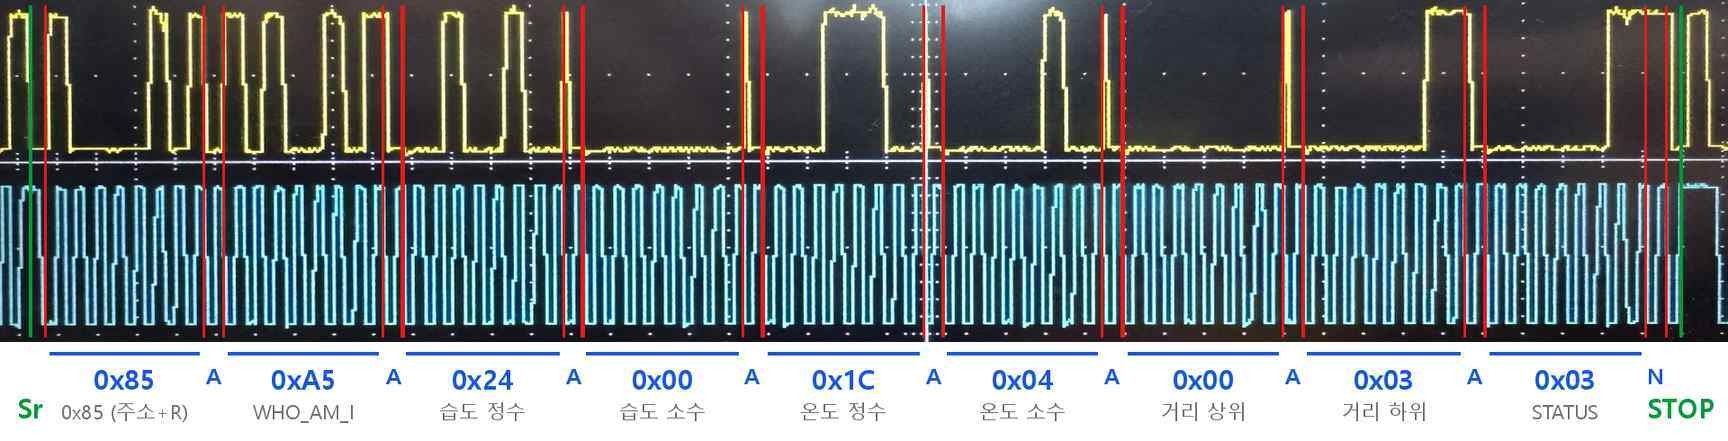 0x85 A 0xA5 A 0x24 A 0x00 A 0x1C A 0x04 A 0x00 A 0x03 A 0x03 N
Sr 0x85 (주소+R) WHO_AM_I 습도 정수 습도 소수 온도 정수 온도 소수 거리 상위 거리 하위 STATUS STOP